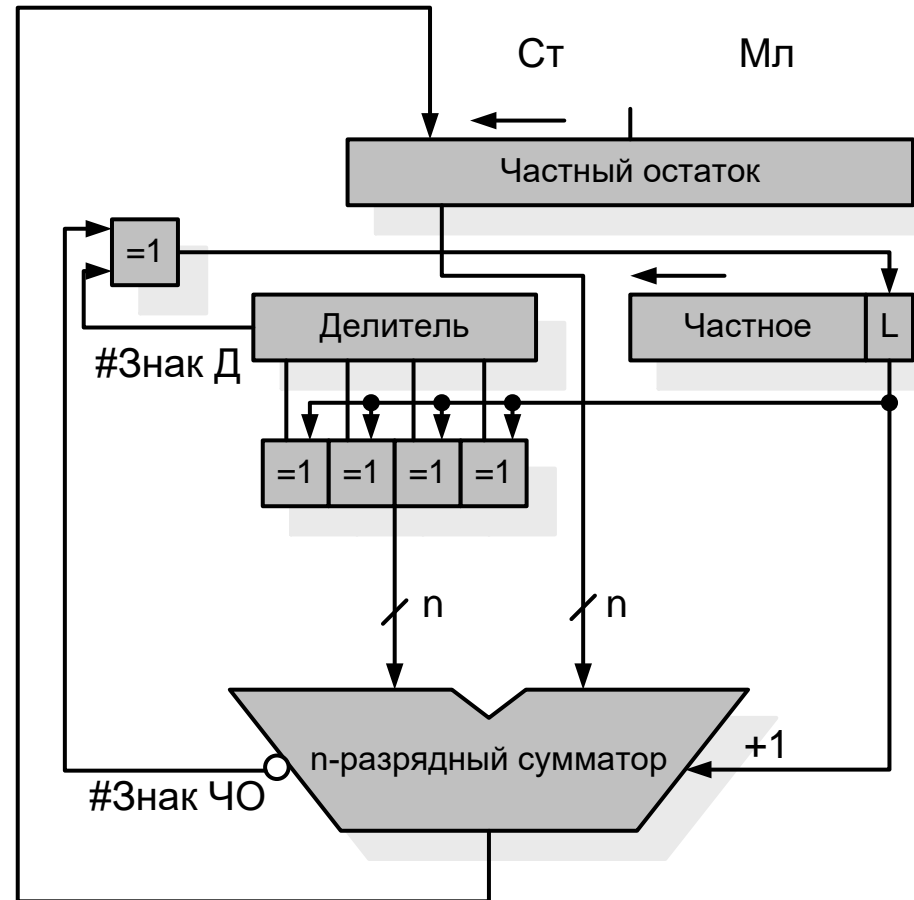 Ст Мл
Частный остаток
=1
Делитель
Частное L
#Знак Д
=1 =1 =1 =1
n n
n-разрядный сумматор
+1
#Знак ЧО